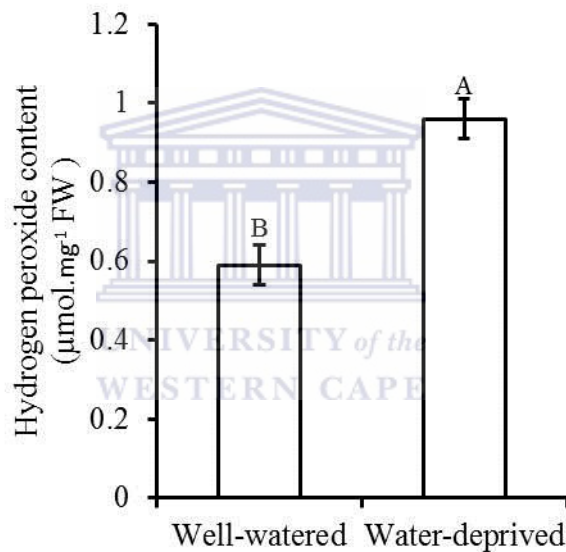 Hydrogen peroxide content
(µmol.mg⁻¹ FW )
1.2
1
0.8
0.6
0.4
0.2
0
B
A
UNIVERSITY of the
WESTERN CAPE
Well-watered
Water-deprived